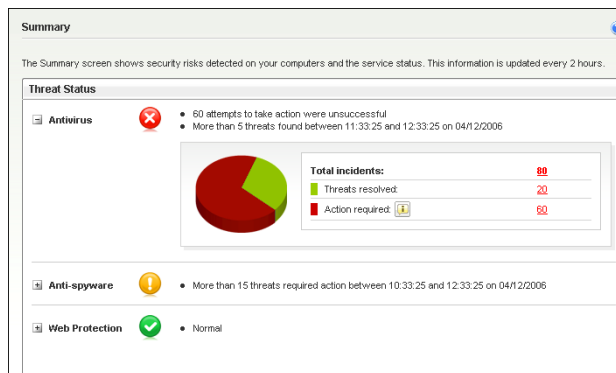 Summary
The Summary screen shows security risks detected on your computers and the service status. This information is updated every 2 hours.
Threat Status
Antivirus
60 attempts to take action were unsuccessful
More than 5 threats found between 11:33:25 and 12:33:25 on 04/12/2006
Total incidents: 80
Threats resolved: 20
Action required: 60
Anti-spyware
More than 15 threats required action between 10:33:25 and 12:33:25 on 04/12/2006
Web Protection
Normal